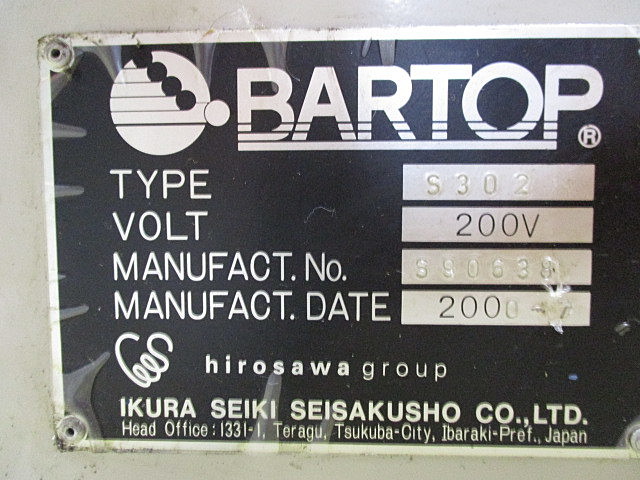 BARTOP®
TYPE S302
VOLT 200V
MANUFACT. No.
MANUFACT. DATE
hirosawa group
IKURA SEIKI SEISAKUSHO CO., LTD.
Head Office : 1331-1, Teragu, Tsukuba-City, Ibaraki-Pref., Japan